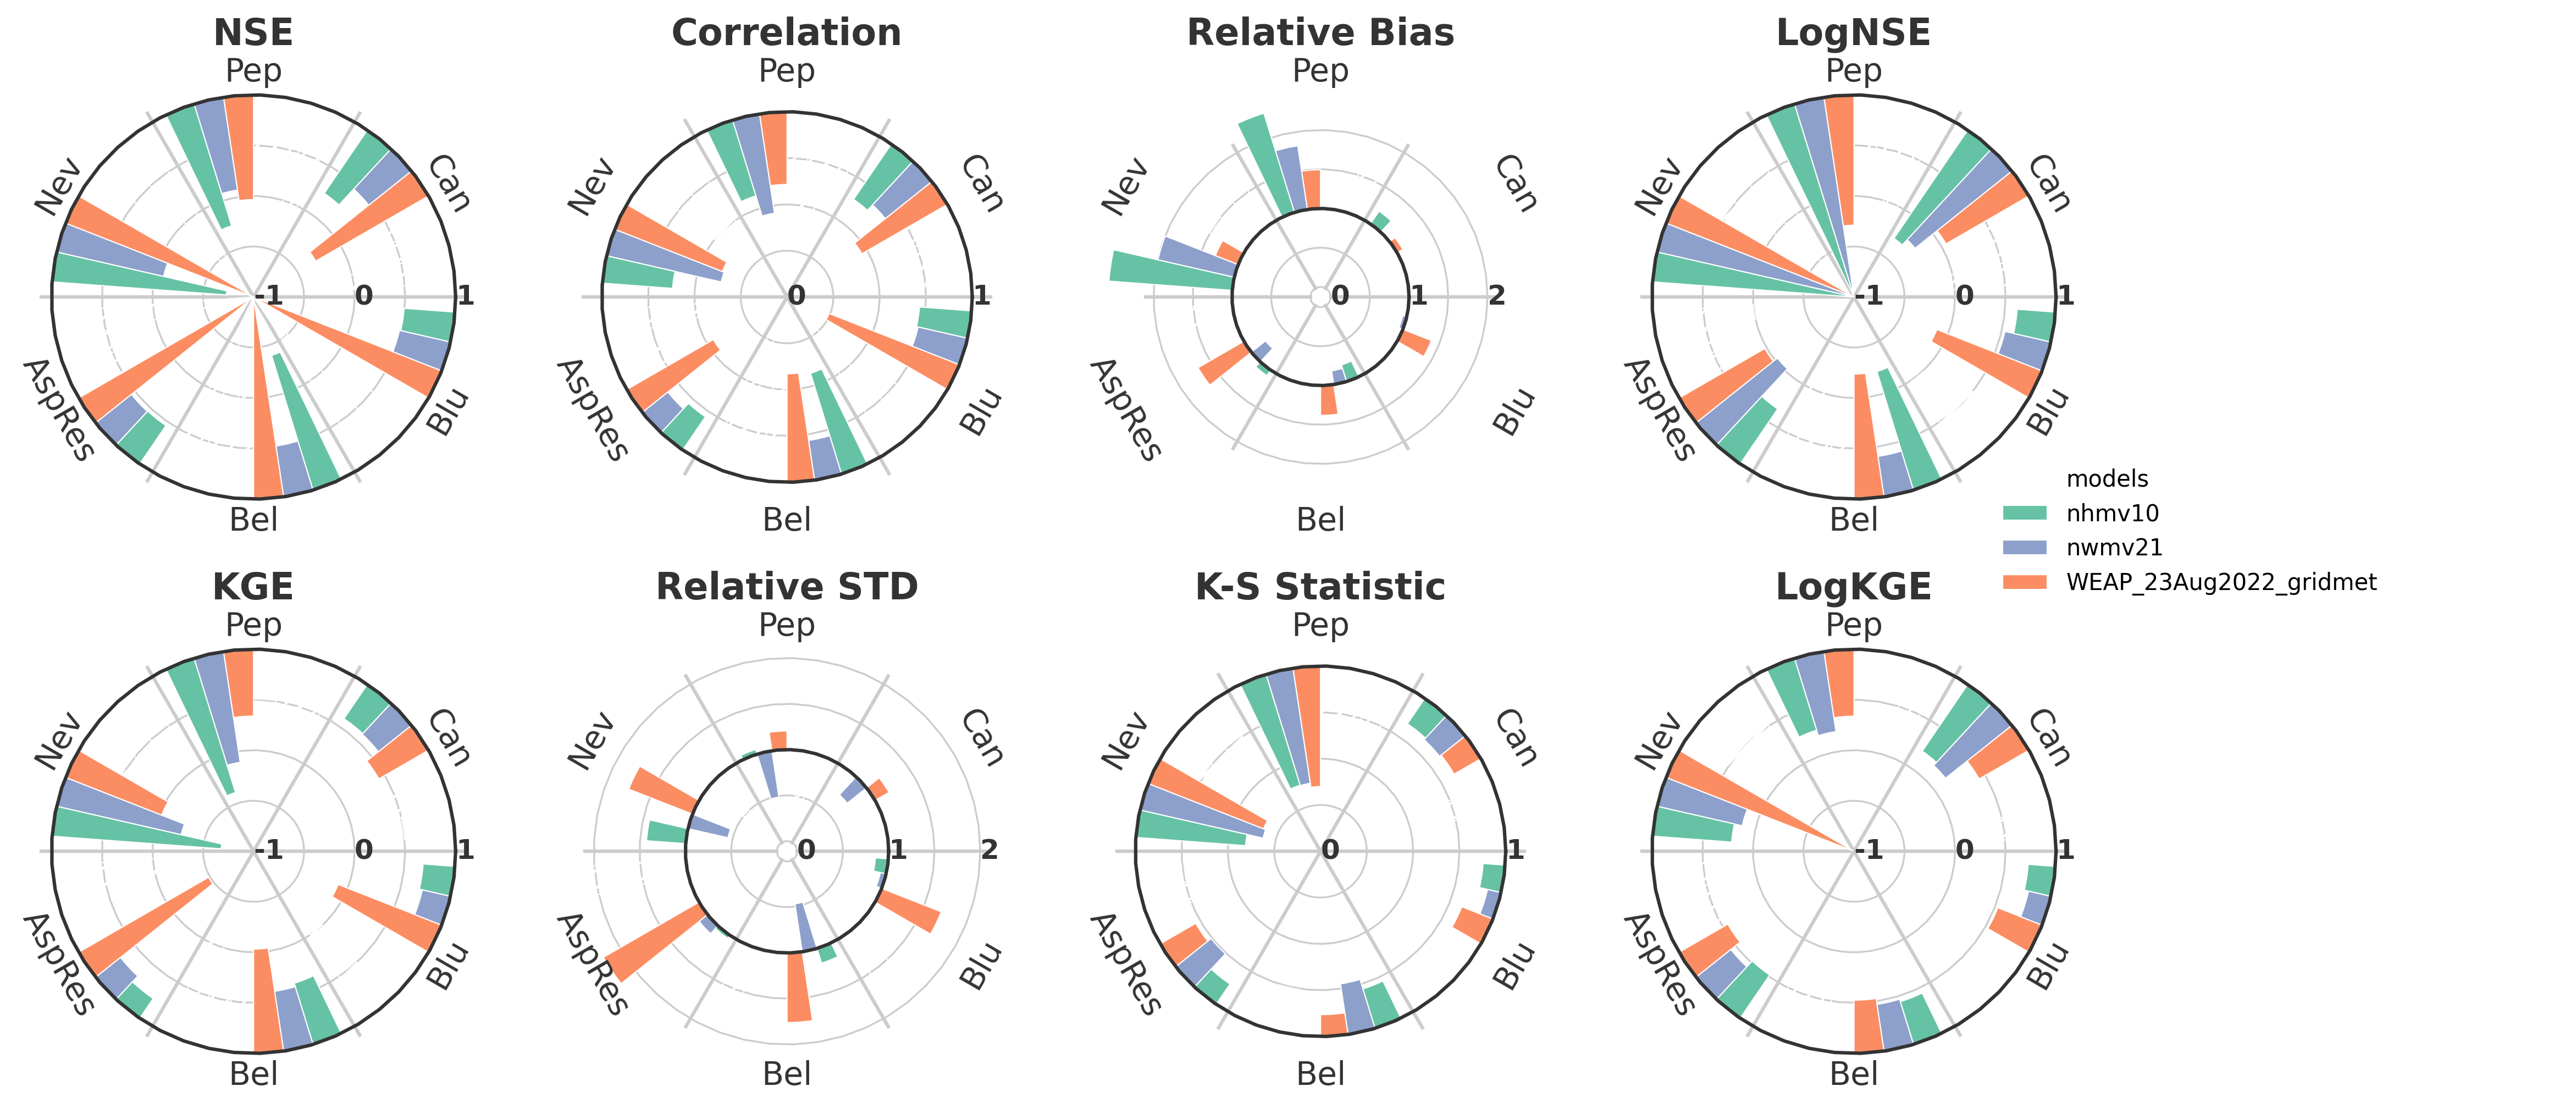 NSE
Pep
Can
Nev
-1 0 1
AspRes
Blu
Bel
Correlation
Pep
Can
Nev
0 1
AspRes
Blu
Bel
Relative Bias
Pep
Can
Nev
0 1 2
AspRes
Blu
Bel
LogNSE
Pep
Can
Nev
-1 0 1
AspRes
Blu
Bel
models
nhmv10
nwmv21
WEAP_23Aug2022_gridmet
KGE
Pep
Can
Nev
-1 0 1
AspRes
Blu
Bel
Relative STD
Pep
Can
Nev
0 1 2
AspRes
Blu
Bel
K-S Statistic
Pep
Can
Nev
0 1
AspRes
Blu
Bel
LogKGE
Pep
Can
Nev
-1 0 1
AspRes
Blu
Bel